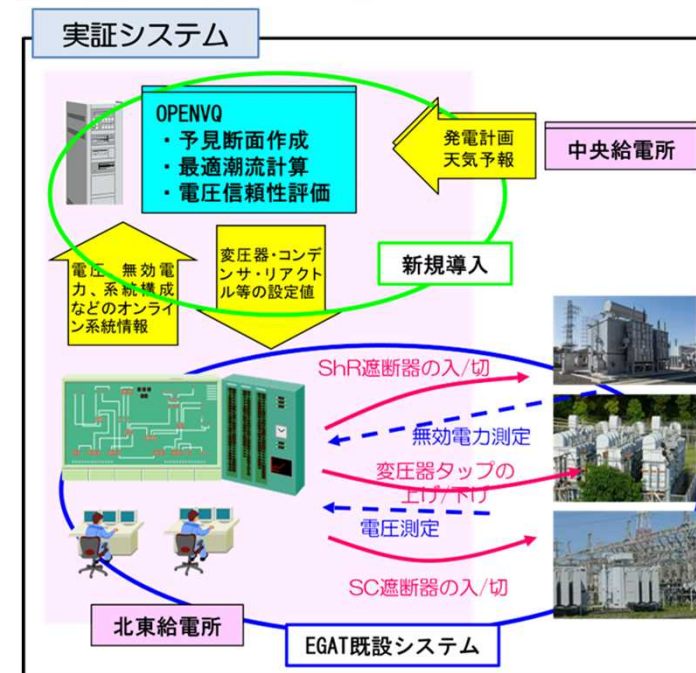 実証システム
OPENVQ
・予見断面作成
・最適潮流計算
・電圧信頼性評価
発電計画
天気予報
中央給電所
新規導入
電圧、無効電
力、系統構成
などのオンライ
ン系統情報
変圧器・コンデ
ンサ・リアクト
ル等の設定値
ShR遮断器の入/切
無効電力測定
変圧器タップの
上げ/下げ
電圧測定
SC遮断器の入/切
北東給電所
EGAT既設システム